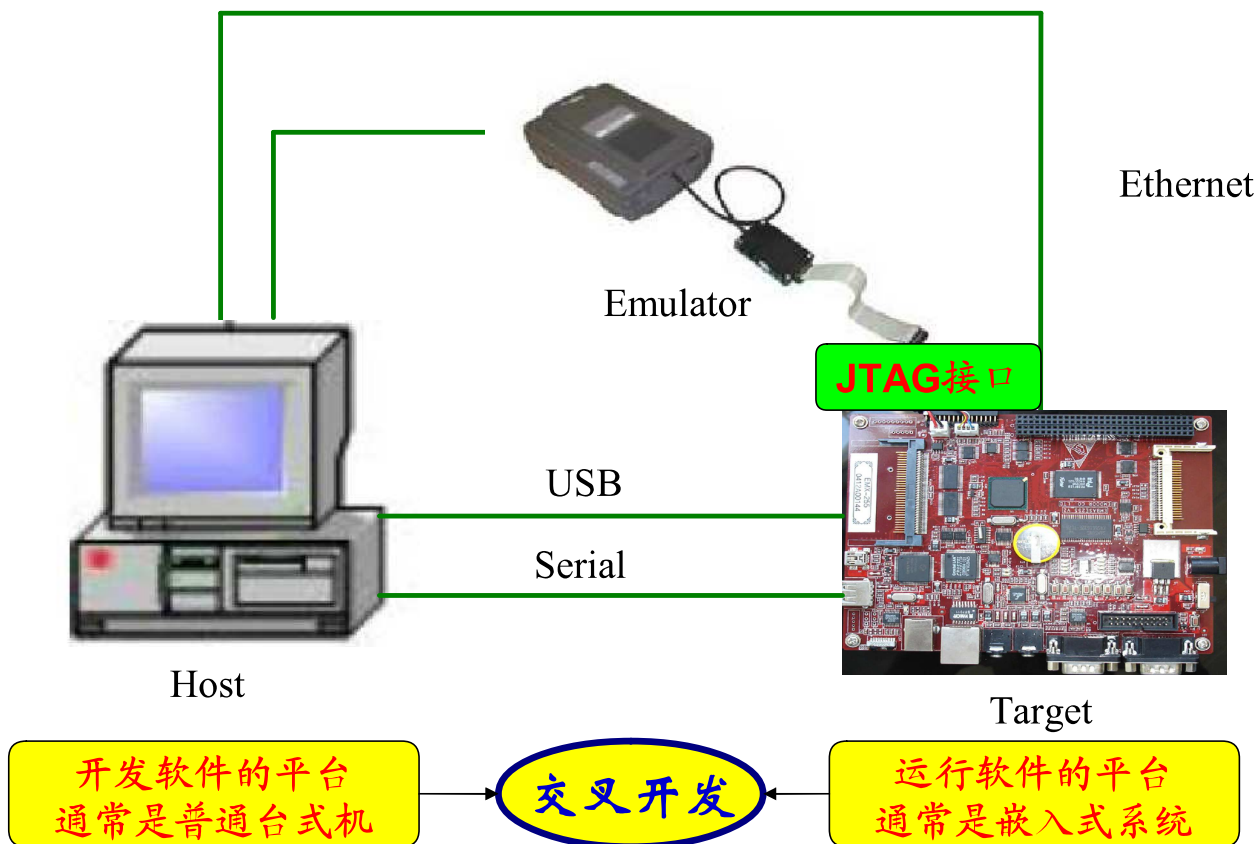 Ethernet
Emulator
JTAG接口
USB
EMX-255
Serial
Host
Target
开发软件的平台
通常是普通台式机
交叉开发
运行软件的平台
通常是嵌入式系统